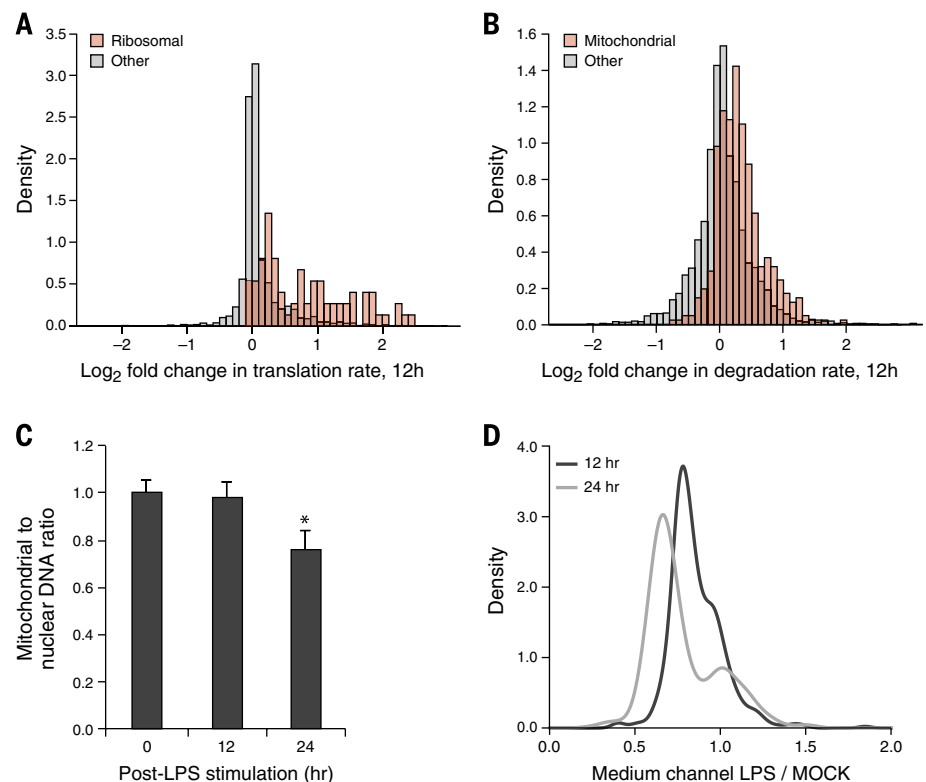 A
Ribosomal
Other
3.5
3.0
2.5
2.0
1.5
1.0
0.5
0.0
Density
−2 −1 0 1 2
Log2 fold change in translation rate, 12h
B
Mitochondrial
Other
1.6
1.4
1.2
1.0
0.8
0.6
0.4
0.2
0.0
Density
−2 −1 0 1 2
Log2 fold change in degradation rate, 12h
C
1.2
1.0
0.8
0.6
0.4
0.2
0.0
Mitochondrial to
nuclear DNA ratio
*
0 12 24
Post-LPS stimulation (hr)
D
12 hr
24 hr
4.0
3.0
2.0
1.0
0.0
Density
0.0 0.5 1.0 1.5 2.0
Medium channel LPS / MOCK